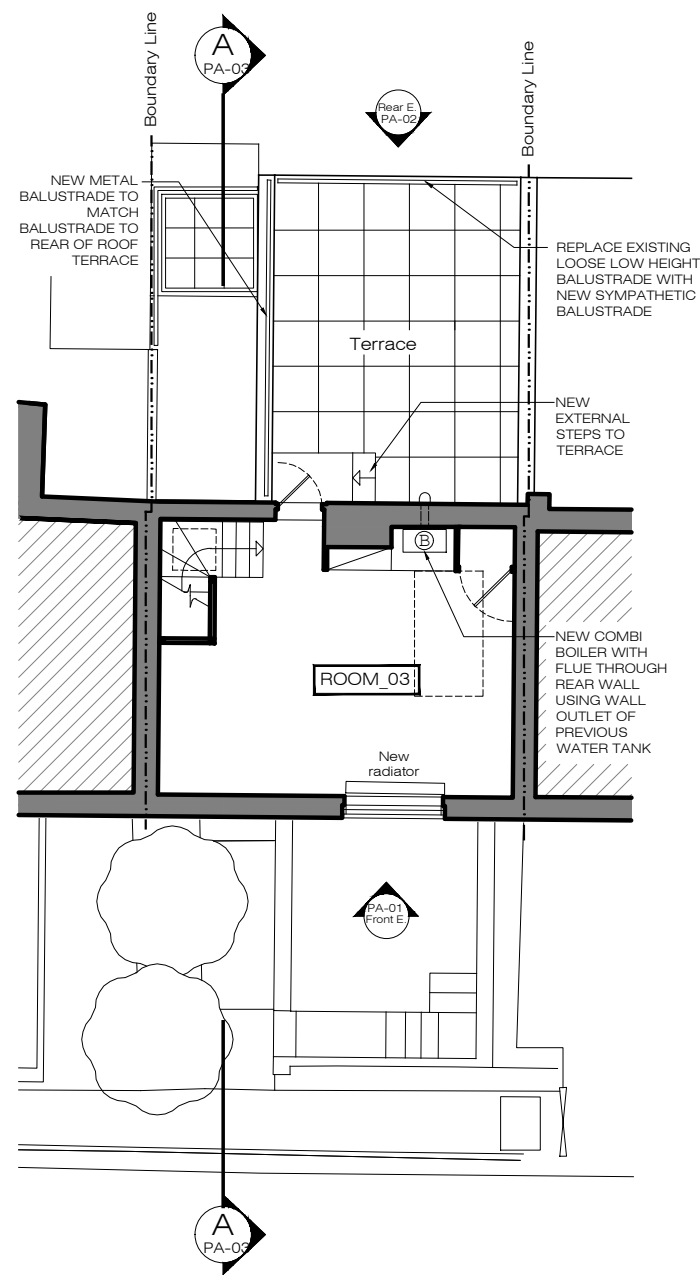 Boundary Line
A
PA-03
Boundary Line
Rear E.
PA-02
NEW METAL
BALUSTRADE TO
MATCH
BALUSTRADE TO
REAR OF ROOF
TERRACE
REPLACE EXISTING
LOOSE LOW HEIGHT
BALUSTRADE WITH
NEW SYMPATHETIC
BALUSTRADE
Terrace
NEW
EXTERNAL
STEPS TO
TERRACE
B
NEW COMBI
BOILER WITH
FLUE THROUGH
REAR WALL
USING WALL
OUTLET OF
PREVIOUS
WATER TANK
ROOM_03
New
radiator
PA-01
Front E.
A
PA-03